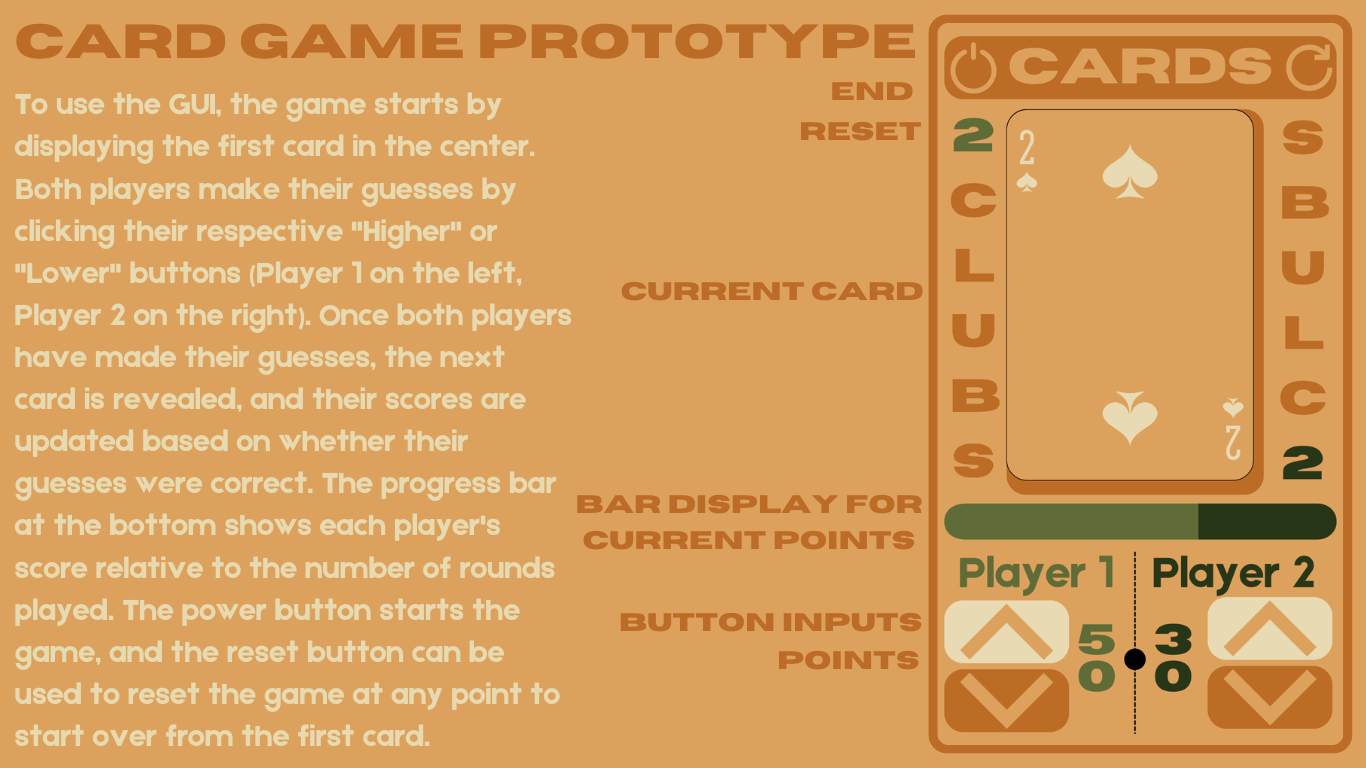 CARD GAME PROTOTYPE
To use the GUI, the game starts by
displaying the first card in the center.
Both players make their guesses by
clicking their respective "Higher" or
"Lower" buttons (Player 1 on the left,
Player 2 on the right). Once both players
have made their guesses, the next
card is revealed, and their scores are
updated based on whether their
guesses were correct. The progress bar
at the bottom shows each player's
score relative to the number of rounds
played. The power button starts the
game, and the reset button can be
used to reset the game at any point to
start over from the first card.
END
RESET
CURRENT CARD
BAR DISPLAY FOR
CURRENT POINTS
BUTTON INPUTS
POINTS
CARDS
2
C
L
U
B
S
2
2
S
B
U
L
C
2
Player 1
Player 2
5
0
3
0